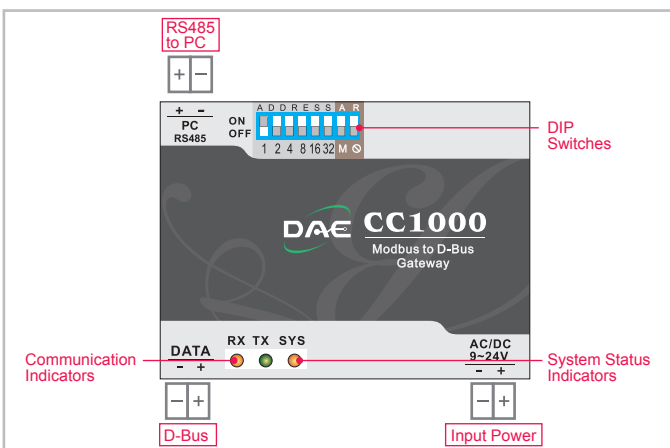 RS485
to PC
+ -
A D D R E S S A R
+ -
PC
RS485
ON
OFF
1 2 4 8 16 32 M
DIP
Switches
DAE CC1000
Modbus to D-Bus
Gateway
RX TX SYS
DATA
- +
AC/DC
9~24V
- +
Communication
Indicators
System Status
Indicators
- +
- +
D-Bus
Input Power